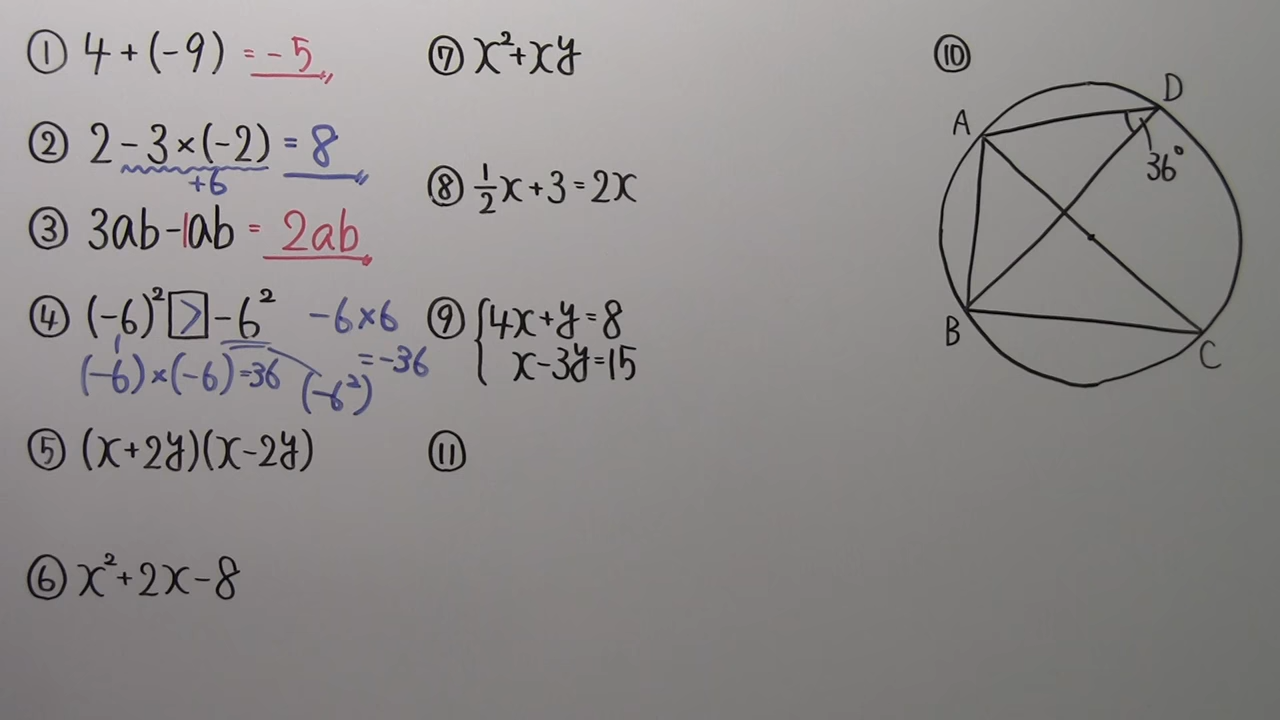 ① 4+(-9) = -5
② 2-3×(-2) = 8
+6
③ 3ab-1ab = 2ab
④ (-6)² > -6² -6×6
=-36
(-6)×(-6)=36 (-6²)
⑤ (x+2y)(x-2y)
⑥ x²+2x-8
⑦ x²+xy
⑧ 1/2x+3=2x
⑨ {4x+y=8
x-3y=15
⑪
⑩
D
A
36°
B
C